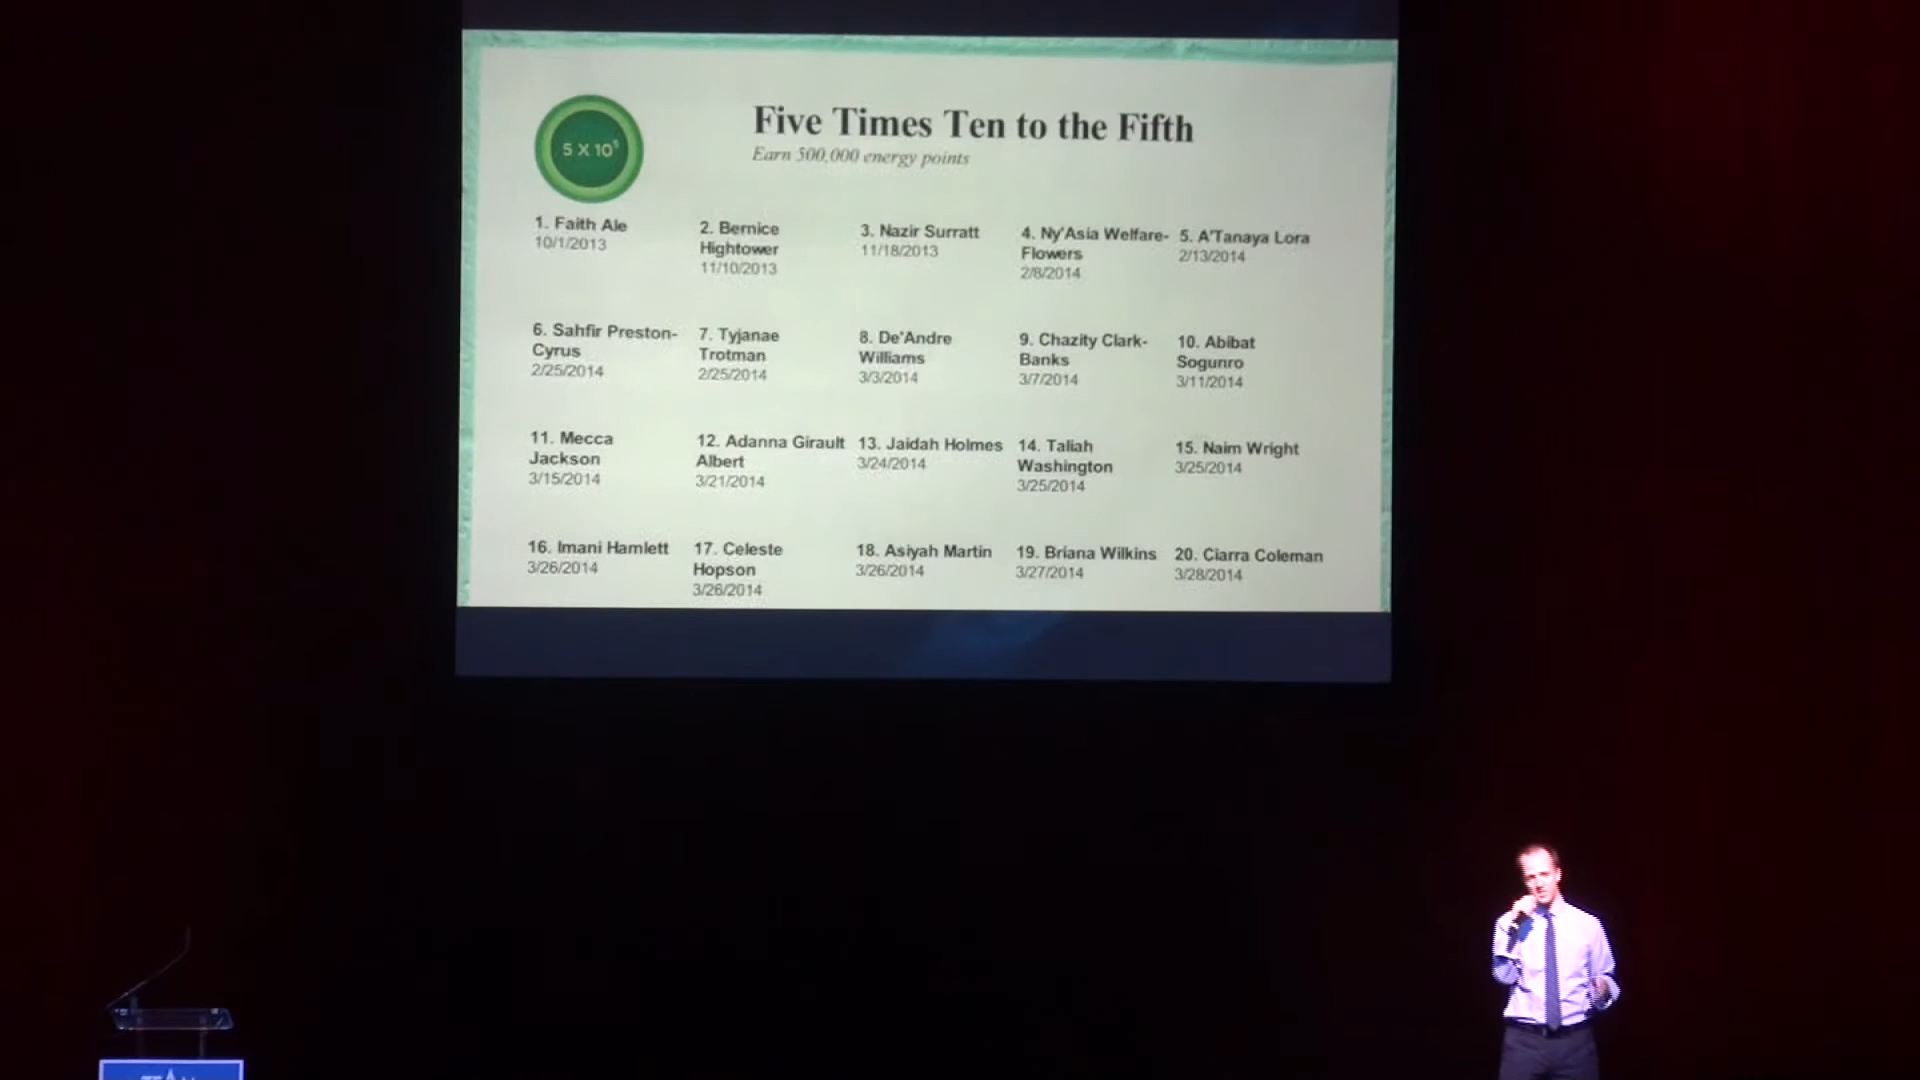 5 X 10⁵
Five Times Ten to the Fifth
Earn 500,000 energy points
1. Faith Ale
10/1/2013
2. Bernice
Hightower
11/10/2013
3. Nazir Surratt
11/18/2013
4. Ny'Asia Welfare-
Flowers
2/8/2014
5. A'Tanaya Lora
2/13/2014
6. Sahfir Preston-
Cyrus
2/25/2014
7. Tyjanae
Trotman
2/25/2014
8. De'Andre
Williams
3/3/2014
9. Chazity Clark-
Banks
3/7/2014
10. Abibat
Sogunro
3/11/2014
11. Mecca
Jackson
3/15/2014
12. Adanna Girault
Albert
3/21/2014
13. Jaidah Holmes
3/24/2014
14. Taliah
Washington
3/25/2014
15. Naim Wright
3/25/2014
16. Imani Hamlett
3/26/2014
17. Celeste
Hopson
3/26/2014
18. Asiyah Martin
3/26/2014
19. Briana Wilkins
3/27/2014
20. Ciarra Coleman
3/28/2014